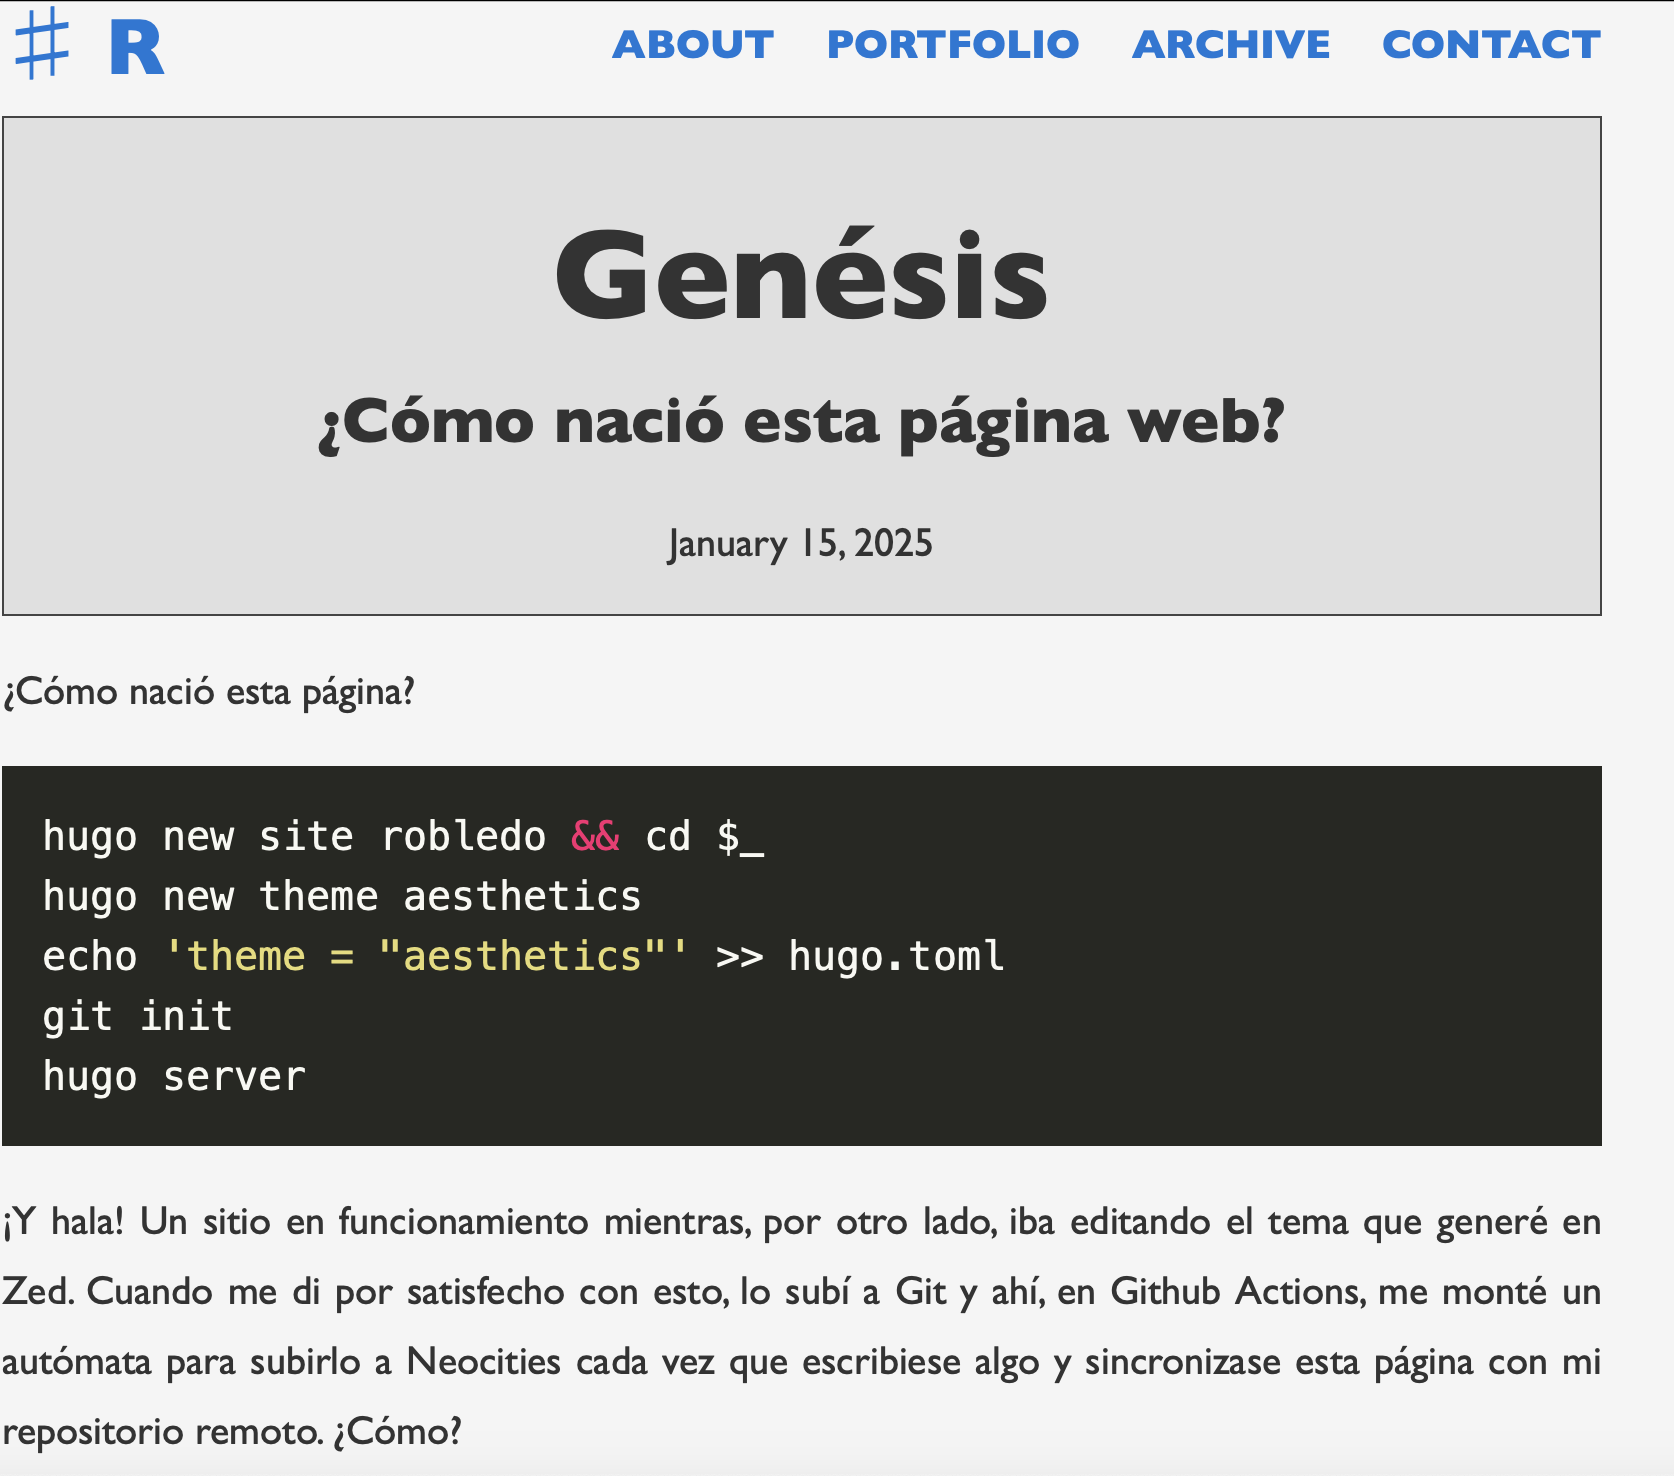 # R
ABOUT PORTFOLIO ARCHIVE CONTACT
Genésis
¿Cómo nació esta página web?
January 15, 2025
¿Cómo nació esta página?
hugo new site robledo && cd $_
hugo new theme aesthetics
echo 'theme = "aesthetics"' >> hugo.toml
git init
hugo server
¡Y hala! Un sitio en funcionamiento mientras, por otro lado, iba editando el tema que generé en
Zed. Cuando me di por satisfecho con esto, lo subí a Git y ahí, en Github Actions, me monté un
autómata para subirlo a Neocities cada vez que escribiese algo y sincronizase esta página con mi
repositorio remoto. ¿Cómo?